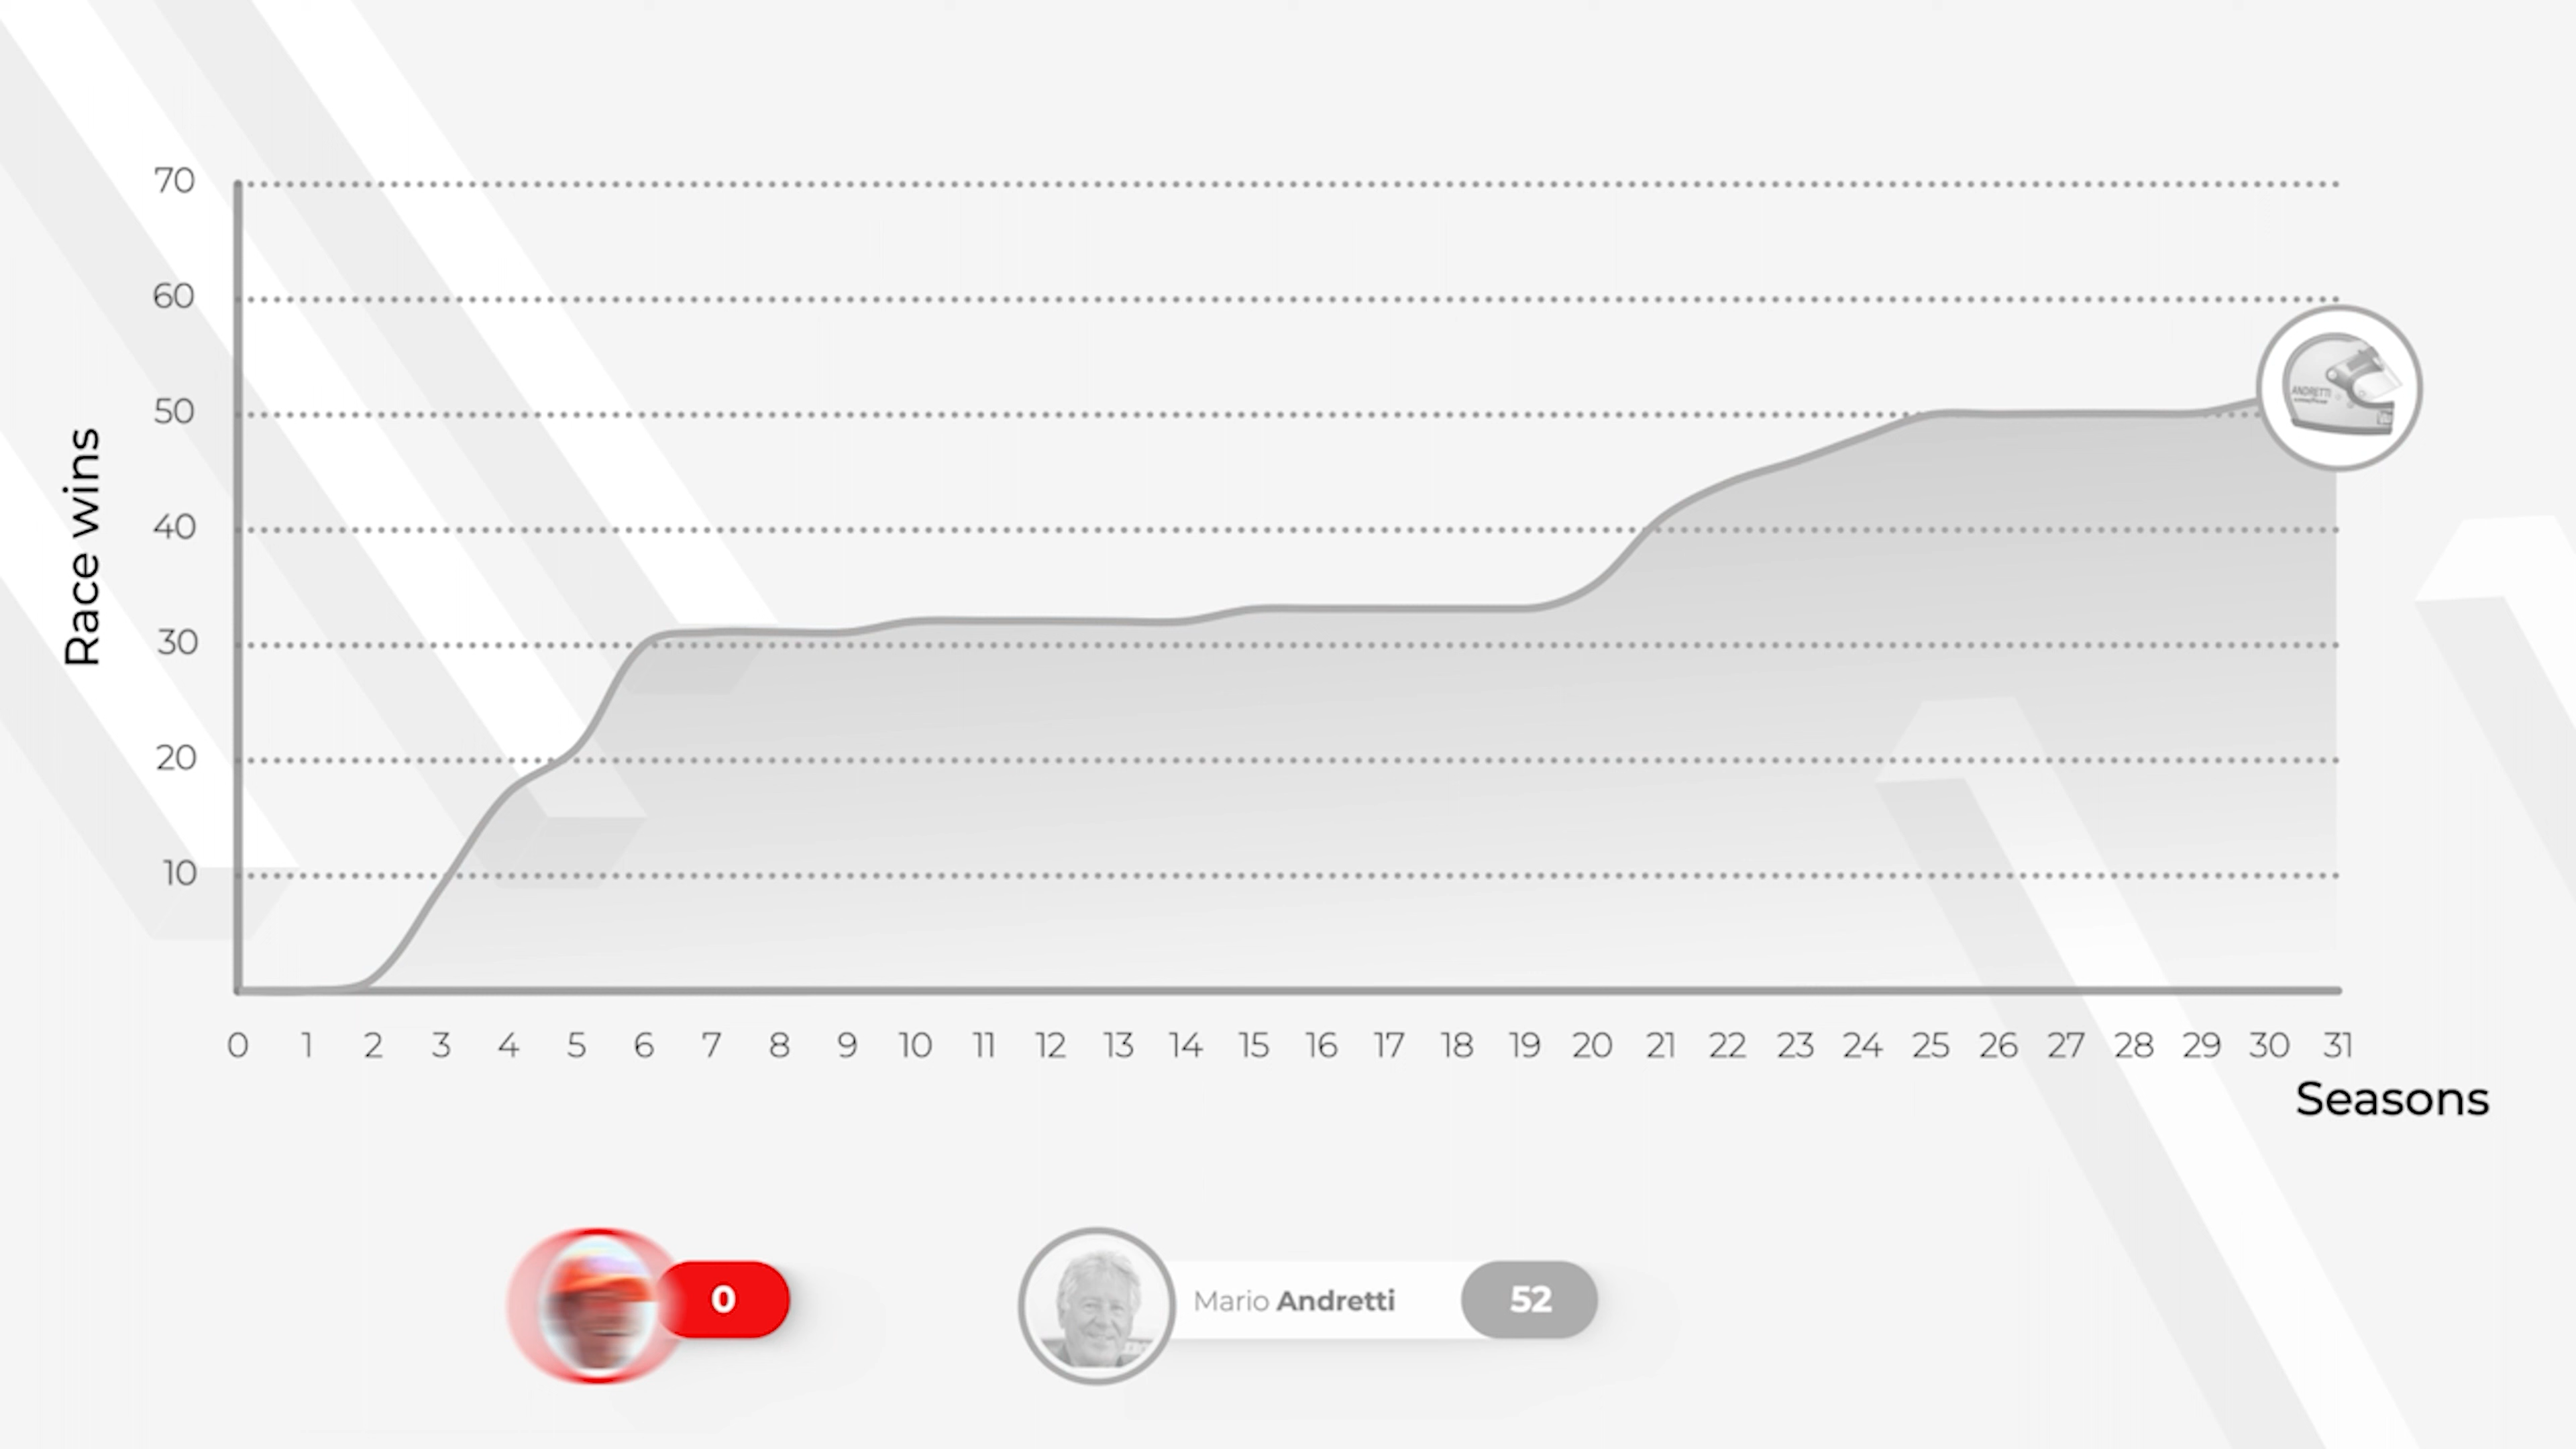 70
60
50
40
30
20
10
Race wins
ANDRETTI
0 1 2 3 4 5 6 7 8 9 10 11 12 13 14 15 16 17 18 19 20 21 22 23 24 25 26 27 28 29 30 31
Seasons
0
Mario Andretti 52